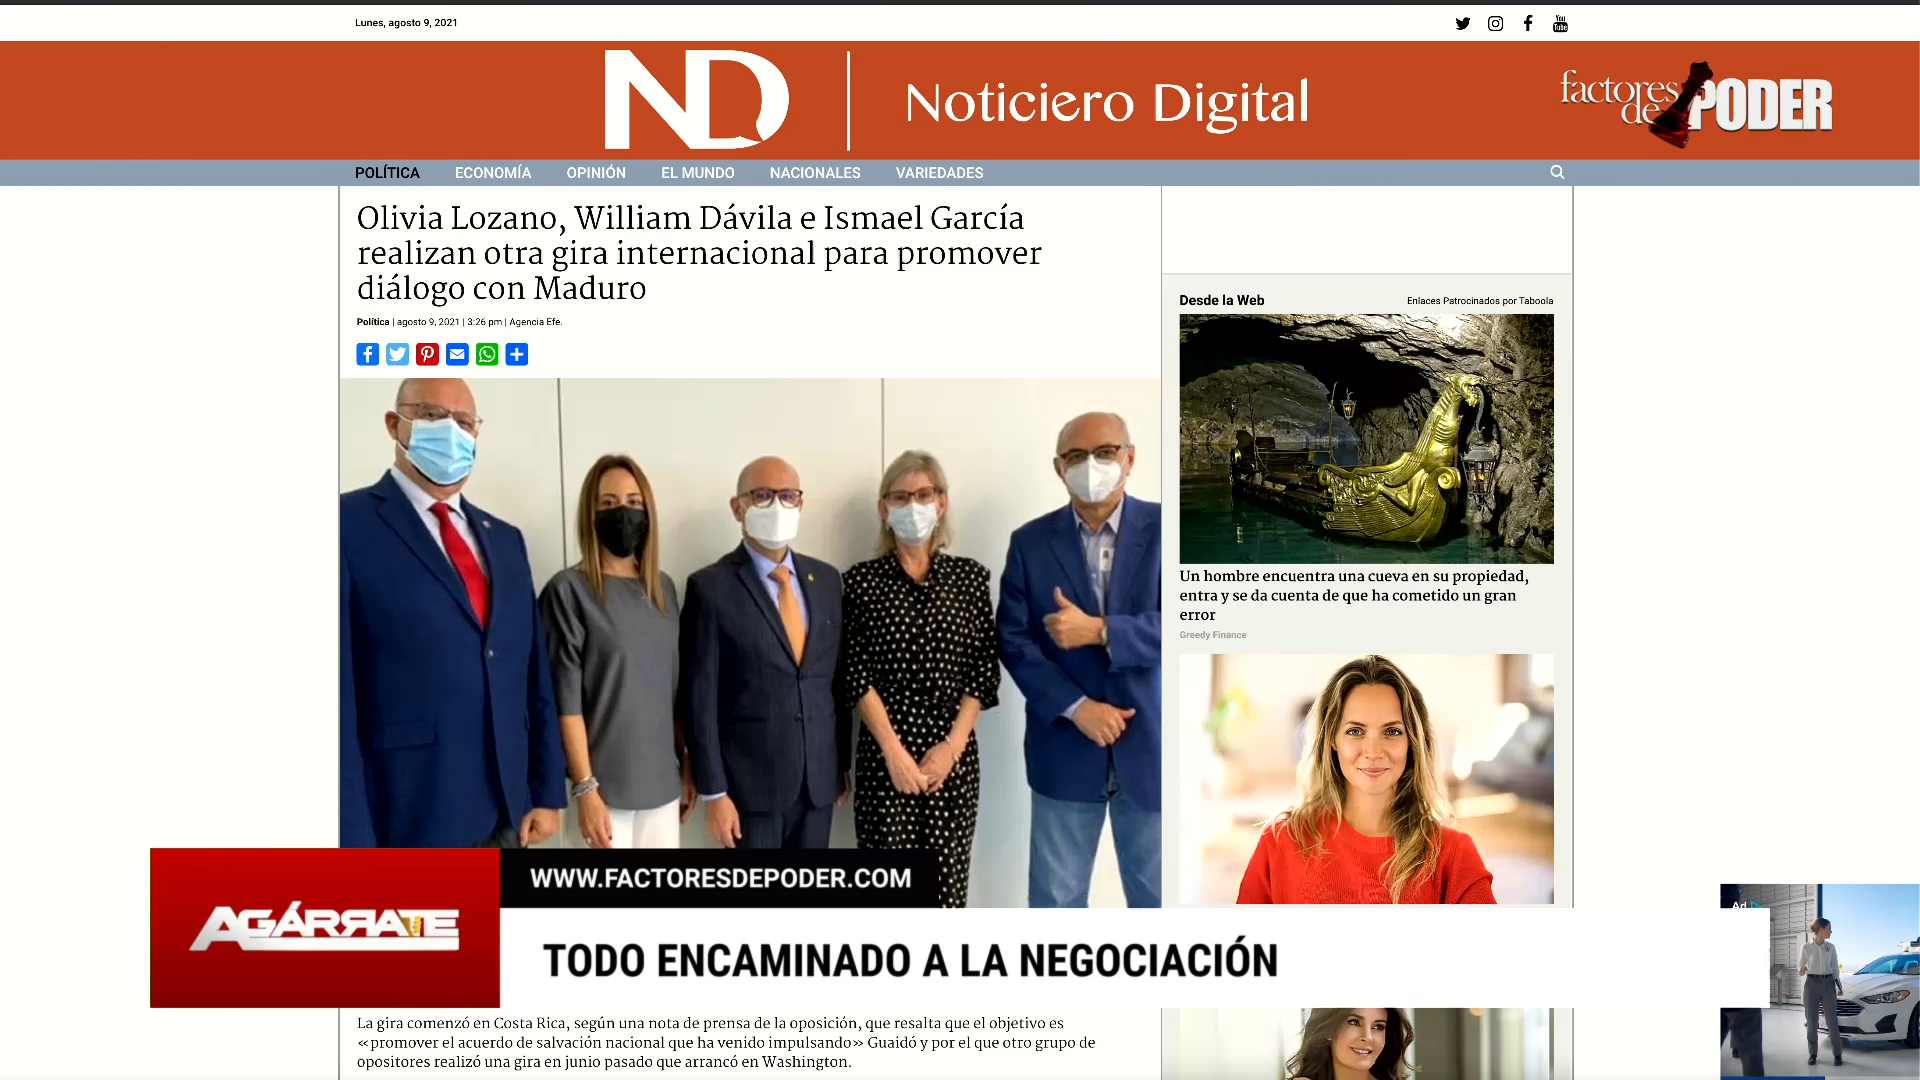 Lunes, agosto 9, 2021
You
Tube
ND
Noticiero Digital
factores
de
PODER
POLÍTICA ECONOMÍA OPINIÓN EL MUNDO NACIONALES VARIEDADES
Olivia Lozano, William Dávila e Ismael García
realizan otra gira internacional para promover
diálogo con Maduro
Política | agosto 9, 2021 | 3:26 pm | Agencia Efe.
Desde la Web
Enlaces Patrocinados por Taboola
Un hombre encuentra una cueva en su propiedad,
entra y se da cuenta de que ha cometido un gran
error
Greedy Finance
Ad
AGÁRRATE
WWW.FACTORESDEPODER.COM
TODO ENCAMINADO A LA NEGOCIACIÓN
La gira comenzó en Costa Rica, según una nota de prensa de la oposición, que resalta que el objetivo es
«promover el acuerdo de salvación nacional que ha venido impulsando» Guaidó y por el que otro grupo de
opositores realizó una gira en junio pasado que arrancó en Washington.